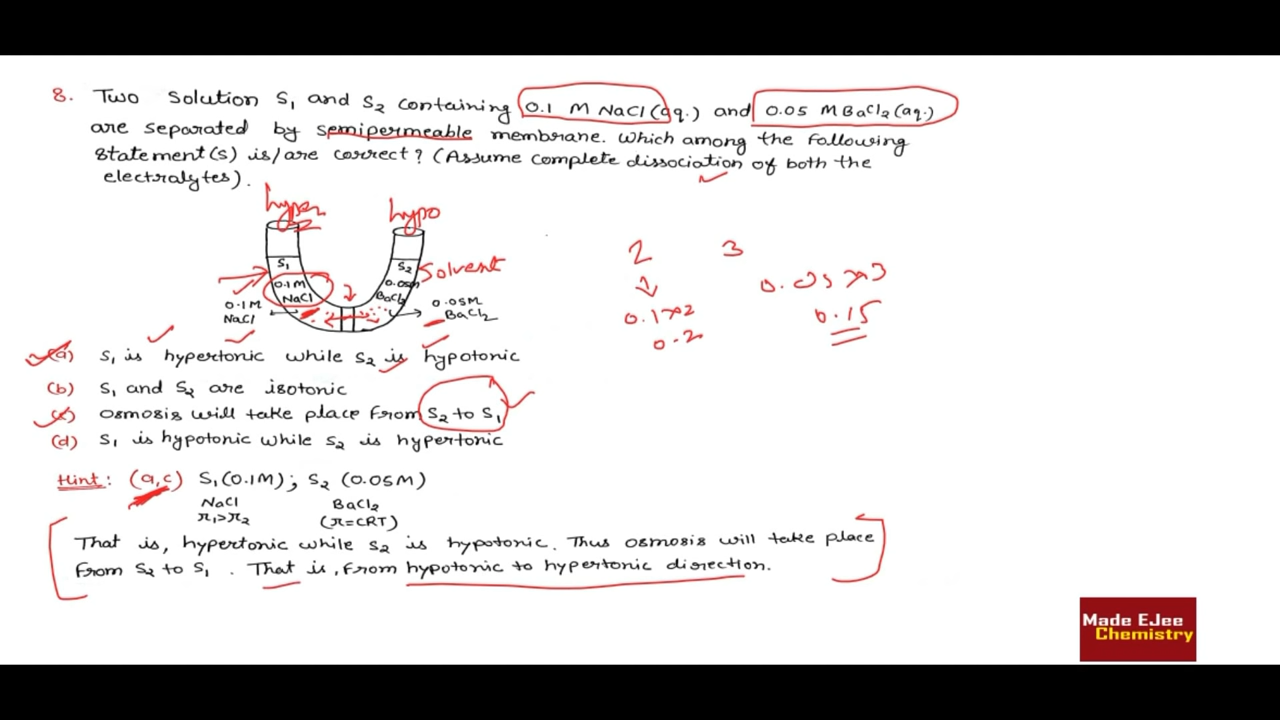 8. Two Solution S₁ and S₂ containing 0.1 M NaCl(aq.) and 0.05 M BaCl₂(aq.)
are separated by semipermeable membrane. Which among the following
statement(s) is/are correct? (Assume complete dissociation of both the
electralytes).
hyper hypo
S₁ S₂ Solvent
0.1M NaCl 0.05M BaCl₂
0.1M NaCl 0.05M BaCl₂
2 3
0.1×2 0.05×3
0.2 0.15
(a) S₁ is hypertonic while S₂ is hypotonic
(b) S₁ and S₂ are isotonic
(c) Osmosis will take place from S₂ to S₁
(d) S₁ is hypotonic while S₂ is hypertonic
Hint: (a,c) S₁(0.1M); S₂ (0.05M)
NaCl BaCl₂
π₁>π₂ (π=CRT)
That is, hypertonic while S₂ is hypotonic. Thus osmosis will take place
From S₂ to S₁. That is, from hypotonic to hypertonic direction.
Made EJee
Chemistry